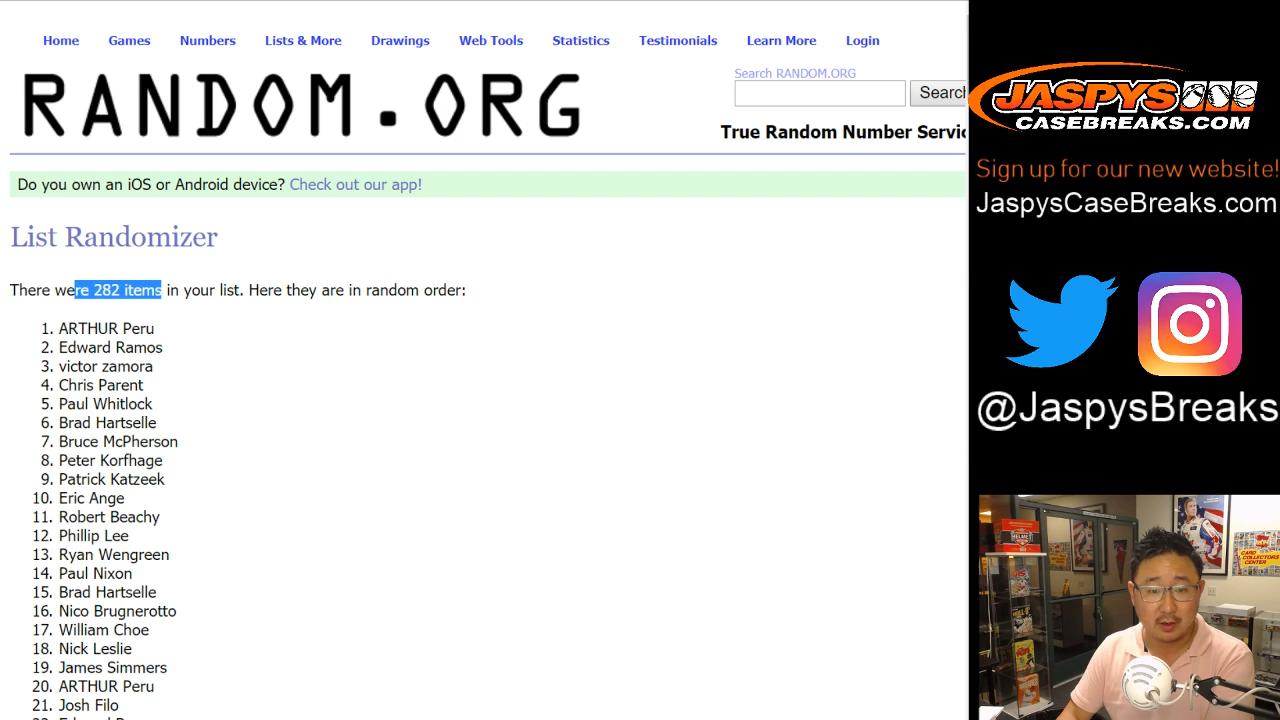 Home Games Numbers Lists & More Drawings Web Tools Statistics Testimonials Learn More Login
RANDOM.ORG
Search RANDOM.ORG
Search
True Random Number Servic
Do you own an iOS or Android device? Check out our app!
List Randomizer
There were 282 items in your list. Here they are in random order:
1. ARTHUR Peru
2. Edward Ramos
3. victor zamora
4. Chris Parent
5. Paul Whitlock
6. Brad Hartselle
7. Bruce McPherson
8. Peter Korfhage
9. Patrick Katzeek
10. Eric Ange
11. Robert Beachy
12. Phillip Lee
13. Ryan Wengreen
14. Paul Nixon
15. Brad Hartselle
16. Nico Brugnerotto
17. William Choe
18. Nick Leslie
19. James Simmers
20. ARTHUR Peru
21. Josh Filo
JASPYS
CASEBREAKS.COM
Sign up for our new website!
JaspysCaseBreaks.com
@JaspysBreaks
HELMET
CARD
COLLECTORS
CENTER